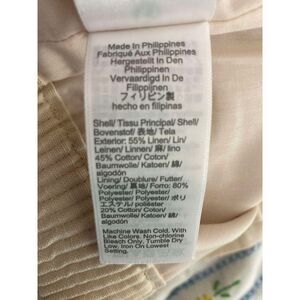 Made In Philippines
Fabriqué Aux Philippines
Hergestellt In Den
Philippinen
Vervaardigd In De
Filippijnen
フィリピン製
hecho en filipinas
Shell/ Tissu Principal/ Shell/
Bovenstof/ 表地/ Tela
Exterior: 55% Linen/ Lin/
Leinen/ Linnen/ 麻/ lino
45% Cotton/ Coton/
Baumwolle/ Katoen/ 綿/
algodón
Lining/ Doublure/ Futter/
Voering/ 裏地/ Forro: 80%
Polyester/ Polyester/
Polyester/ Polyester/ ポリ
エステル/ poliéster
20% Cotton/ Coton/
Baumwolle/ Katoen/ 綿/
algodón
Machine Wash Cold, With
Like Colors. Non-chlorine
Bleach Only, Tumble Dry
Low, Iron On Lowest
Setting.